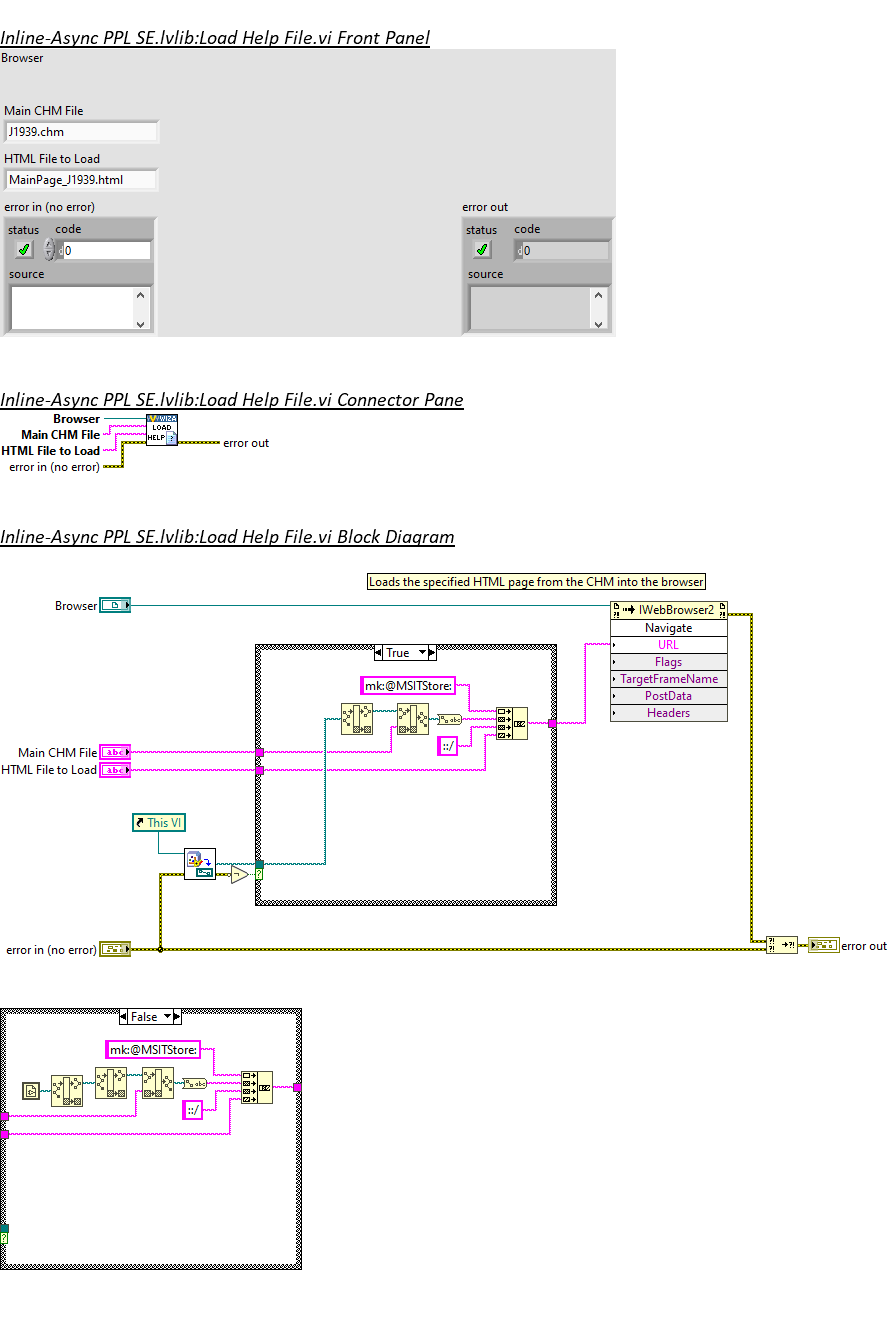 Inline-Async PPL SE.lvlib:Load Help File.vi Front Panel
Browser
Main CHM File
J1939.chm
HTML File to Load
MainPage_J1939.html
error in (no error)
error out
status code
0
source
status code
0
source
Inline-Async PPL SE.lvlib:Load Help File.vi Connector Pane
Browser
Main CHM File
HTML File to Load
error in (no error)
LOAD
HELP ?
error out
Inline-Async PPL SE.lvlib:Load Help File.vi Block Diagram
Loads the specified HTML page from the CHM into the browser
Browser
IWebBrowser2
Navigate
URL
Flags
TargetFrameName
PostData
Headers
True
mk:@MSITStore:
abc
::/
Main CHM File
abc
HTML File to Load
abc
This VI
?
error in (no error)
?!
?!
error out
False
mk:@MSITStore:
abc
::/
?